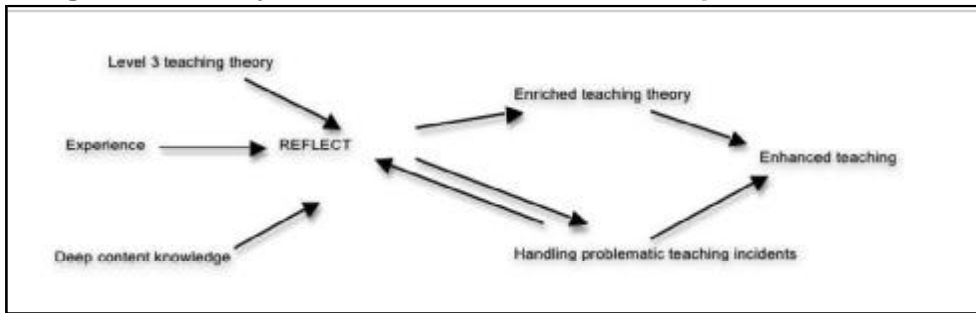 Level 3 teaching theory
Enriched teaching theory
Experience
REFLECT
Enhanced teaching
Deep content knowledge
Handling problematic teaching incidents